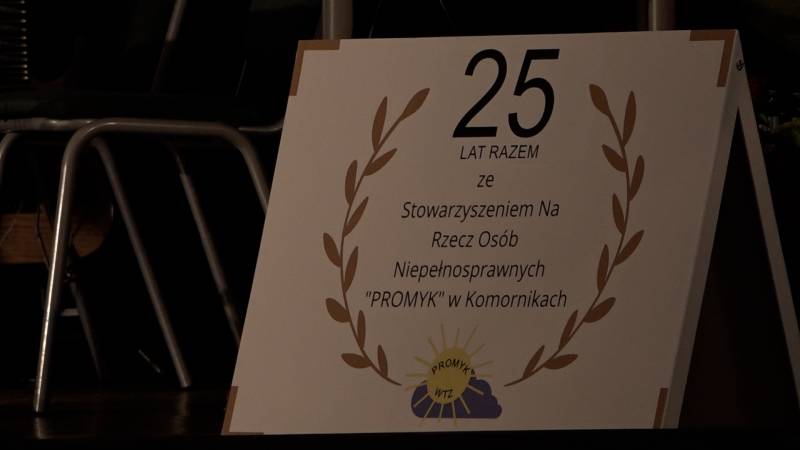 25
LAT RAZEM
ze
Stowarzyszeniem Na
Rzecz Osób
Niepełnosprawnych
"PROMYK" w Komornikach
PROMYK
WTZ